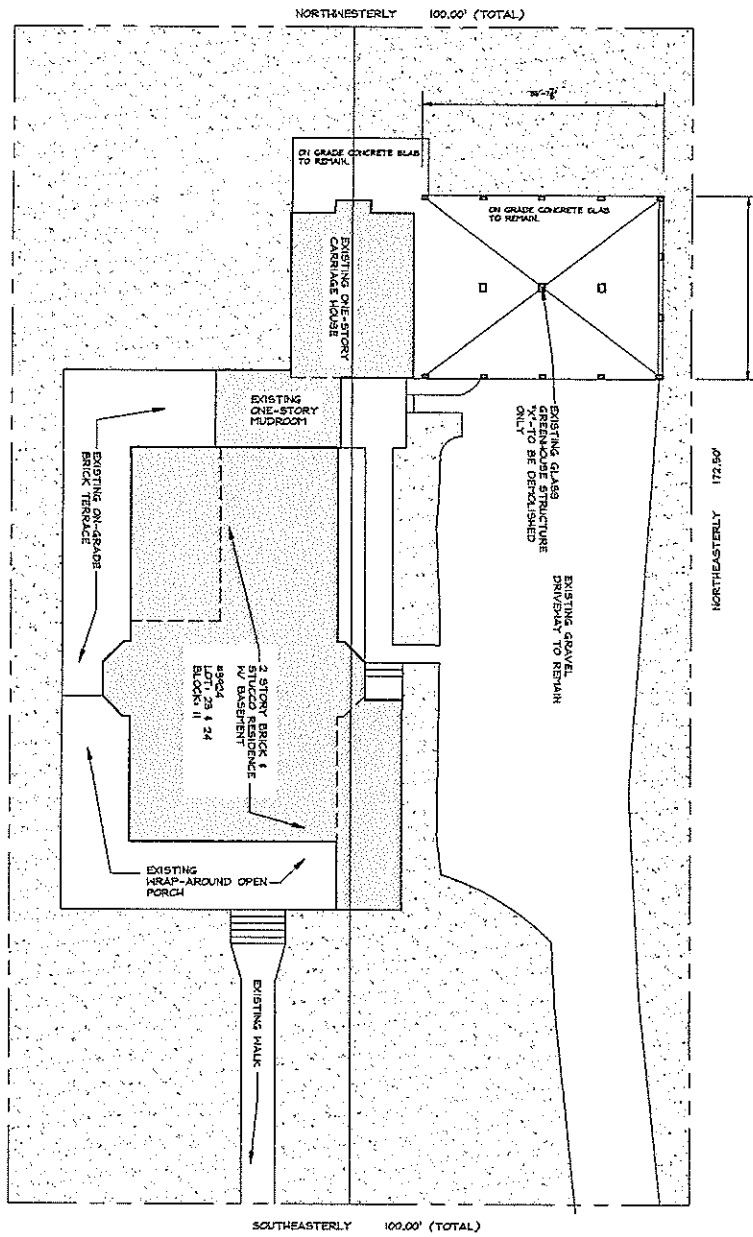 NORTHWESTERLY 100.00' (TOTAL)
ON GRADE CONCRETE SLAB
TO REMAIN.
ON GRADE CONCRETE SLAB
TO REMAIN.
EXISTING ONE-STORY
CARRIAGE HOUSE
EXISTING
ONE-STORY
MUDROOM
EXISTING GLASS
GREENHOUSE STRUCTURE
"X"-TO BE DEMOLISHED
ONLY
NORTHEASTERLY 172.50'
EXISTING ON-GRADE
BRICK TERRACE
EXISTING GRAVEL
DRIVEWAY TO REMAIN
2 STORY BRICK &
STUCCO RESIDENCE
W/ BASEMENT
#3924
LOT: 23 & 24
BLOCK: 11
EXISTING
WRAP-AROUND OPEN
PORCH
EXISTING WALK
SOUTHEASTERLY 100.00' (TOTAL)